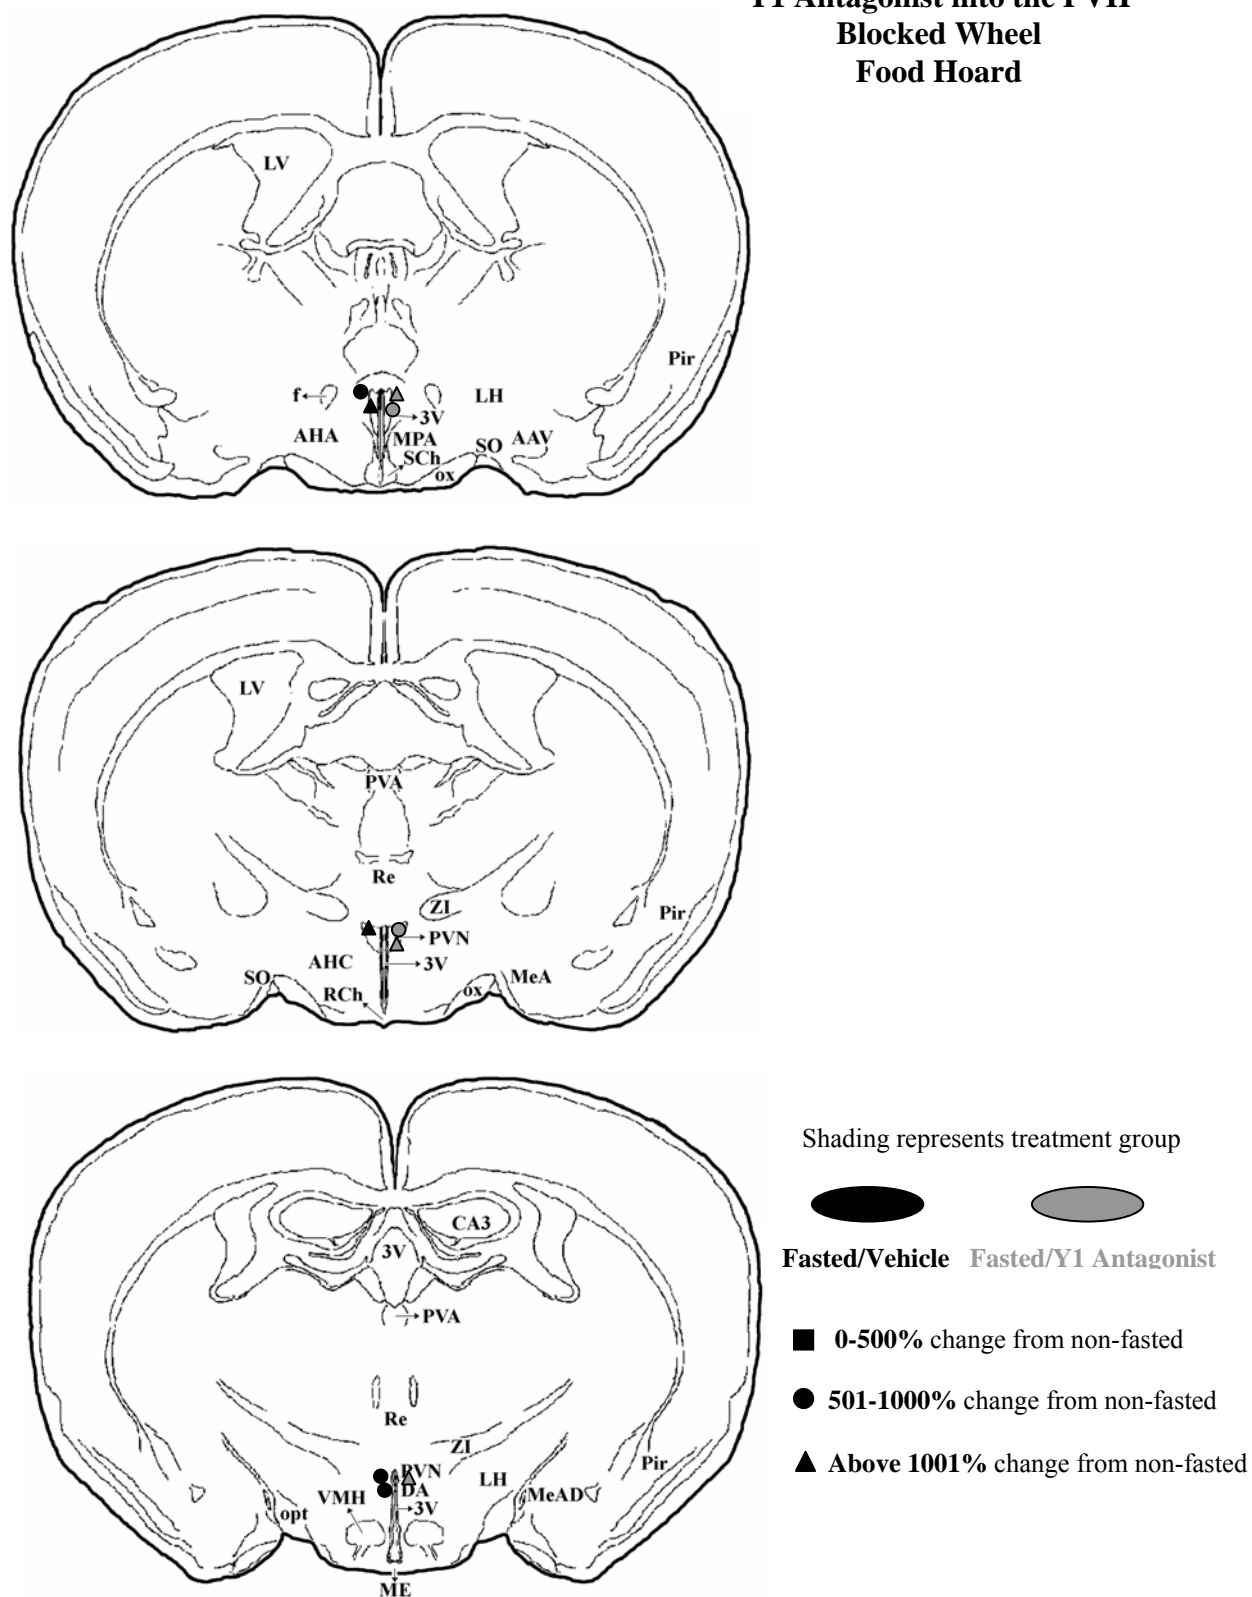 Y1 Antagonist into the PVH
Blocked Wheel
Food Hoard
LV
Pir
f
LH
3V
AHA
MPA
SO
AAV
SCh
ox
LV
PVA
Re
ZI
Pir
PVN
AHC
3V
SO
MeA
RCh
ox
CA3
3V
PVA
Re
ZI
Pir
PVN
LH
DA
MeAD
VMH
3V
opt
ME
Shading represents treatment group
Fasted/Vehicle Fasted/Y1 Antagonist
0-500% change from non-fasted
501-1000% change from non-fasted
Above 1001% change from non-fasted